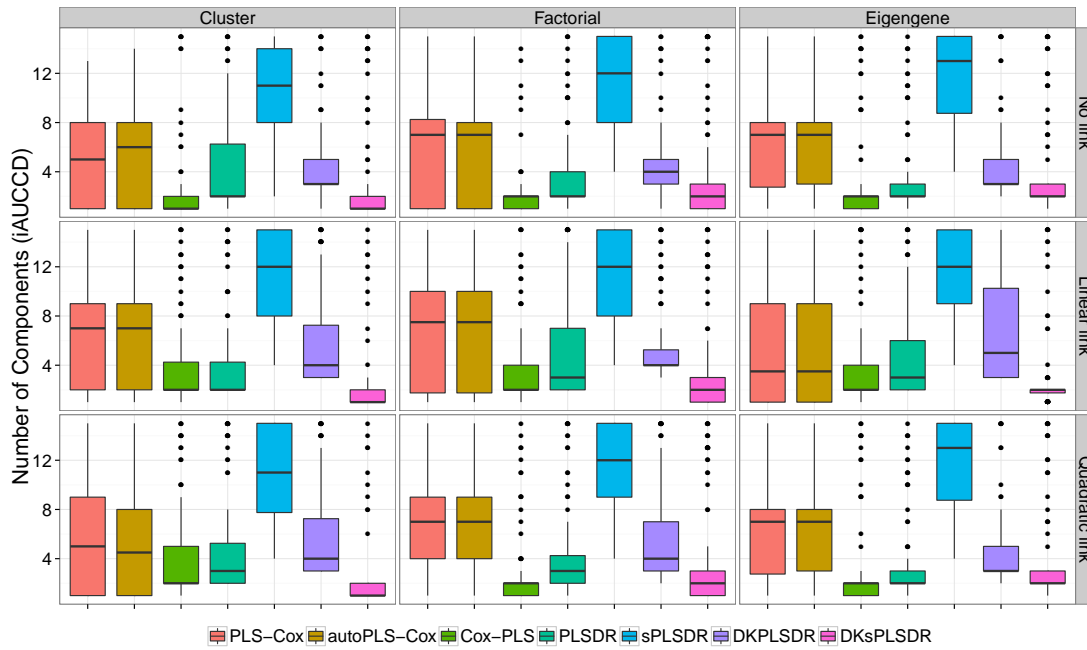 Cluster Factorial Eigengene
Number of Components (iAUCCD)
12
8
4
No link
12
8
4
Linear link
12
8
4
Quadratic link
PLS−Cox autoPLS−Cox Cox−PLS PLSDR sPLSDR DKPLSDR DKsPLSDR